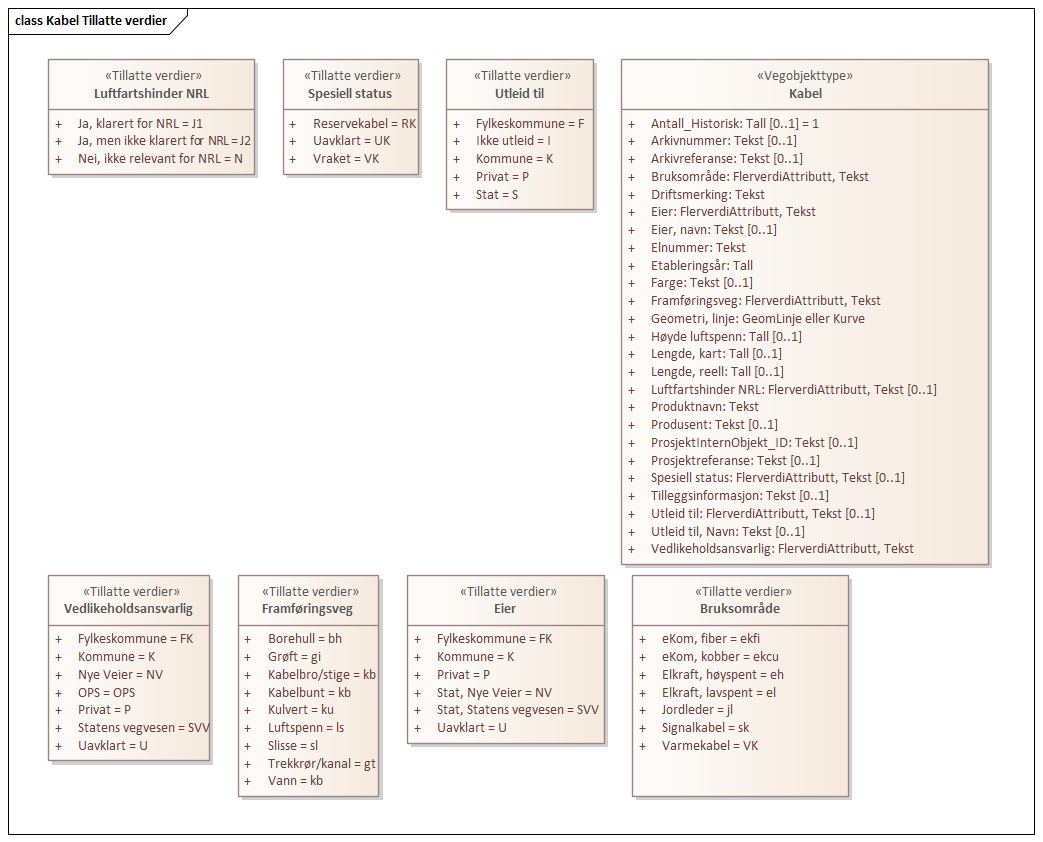 class Kabel Tillatte verdier
«Tillatte verdier»
Luftfartshinder NRL
+ Ja, klarert for NRL = J1
+ Ja, men ikke klarert for NRL = J2
+ Nei, ikke relevant for NRL = N
«Tillatte verdier»
Spesiell status
+ Reservekabel = RK
+ Uavklart = UK
+ Vraket = VK
«Tillatte verdier»
Utleid til
+ Fylkeskommune = F
+ Ikke utleid = I
+ Kommune = K
+ Privat = P
+ Stat = S
«Vegobjekttype»
Kabel
+ Antall_Historisk: Tall [0..1] = 1
+ Arkivnummer: Tekst [0..1]
+ Arkivreferanse: Tekst [0..1]
+ Bruksområde: FlerverdiAttributt, Tekst
+ Driftsmerking: Tekst
+ Eier: FlerverdiAttributt, Tekst
+ Eier, navn: Tekst [0..1]
+ Elnummer: Tekst
+ Etableringsår: Tall
+ Farge: Tekst [0..1]
+ Framføringsveg: FlerverdiAttributt, Tekst
+ Geometri, linje: GeomLinje eller Kurve
+ Høyde luftspenn: Tall [0..1]
+ Lengde, kart: Tall [0..1]
+ Lengde, reell: Tall [0..1]
+ Luftfartshinder NRL: FlerverdiAttributt, Tekst [0..1]
+ Produktnavn: Tekst
+ Produsent: Tekst [0..1]
+ ProsjektInternObjekt_ID: Tekst [0..1]
+ Prosjektreferanse: Tekst [0..1]
+ Spesiell status: FlerverdiAttributt, Tekst [0..1]
+ Tilleggsinformasjon: Tekst [0..1]
+ Utleid til: FlerverdiAttributt, Tekst [0..1]
+ Utleid til, Navn: Tekst [0..1]
+ Vedlikeholdsansvarlig: FlerverdiAttributt, Tekst
«Tillatte verdier»
Vedlikeholdsansvarlig
+ Fylkeskommune = FK
+ Kommune = K
+ Nye Veier = NV
+ OPS = OPS
+ Privat = P
+ Statens vegvesen = SVV
+ Uavklart = U
«Tillatte verdier»
Framføringsveg
+ Borehull = bh
+ Grøft = gi
+ Kabelbro/stige = kb
+ Kabelbunt = kb
+ Kulvert = ku
+ Luftspenn = ls
+ Slisse = sl
+ Trekkrør/kanal = gt
+ Vann = kb
«Tillatte verdier»
Eier
+ Fylkeskommune = FK
+ Kommune = K
+ Privat = P
+ Stat, Nye Veier = NV
+ Stat, Statens vegvesen = SVV
+ Uavklart = U
«Tillatte verdier»
Bruksområde
+ eKom, fiber = ekfi
+ eKom, kobber = ekcu
+ Elkraft, høyspent = eh
+ Elkraft, lavspent = el
+ Jordleder = jl
+ Signalkabel = sk
+ Varmekabel = VK